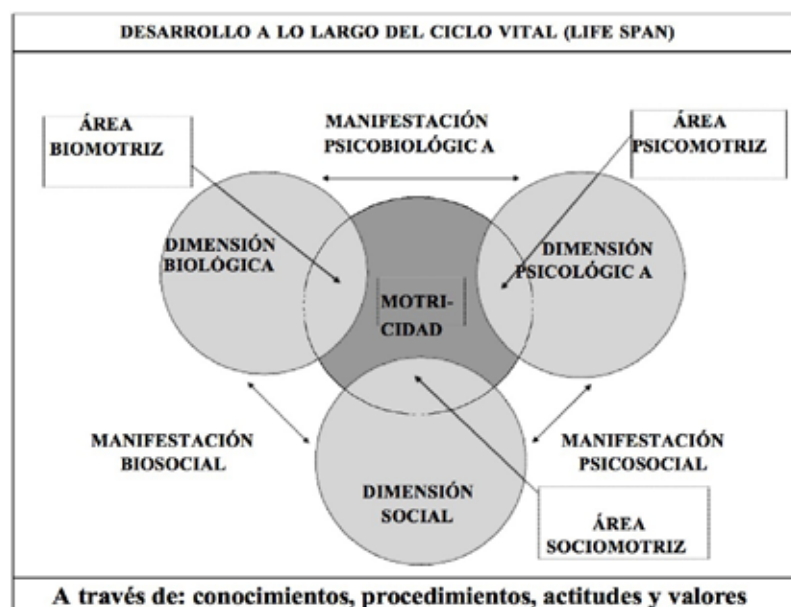 DESARROLLO A LO LARGO DEL CICLO VITAL (LIFE SPAN)
ÁREA
BIOMOTRIZ
MANIFESTACIÓN
PSICOBIOLÓGIC A
ÁREA
PSICOMOTRIZ
DIMENSIÓN
BIOLÓGICA
DIMENSIÓN
PSICOLÓGIC A
MOTRI-
CIDAD
MANIFESTACIÓN
BIOSOCIAL
MANIFESTACIÓN
PSICOSOCIAL
DIMENSIÓN
SOCIAL
ÁREA
SOCIOMOTRIZ
A través de: conocimientos, procedimientos, actitudes y valores